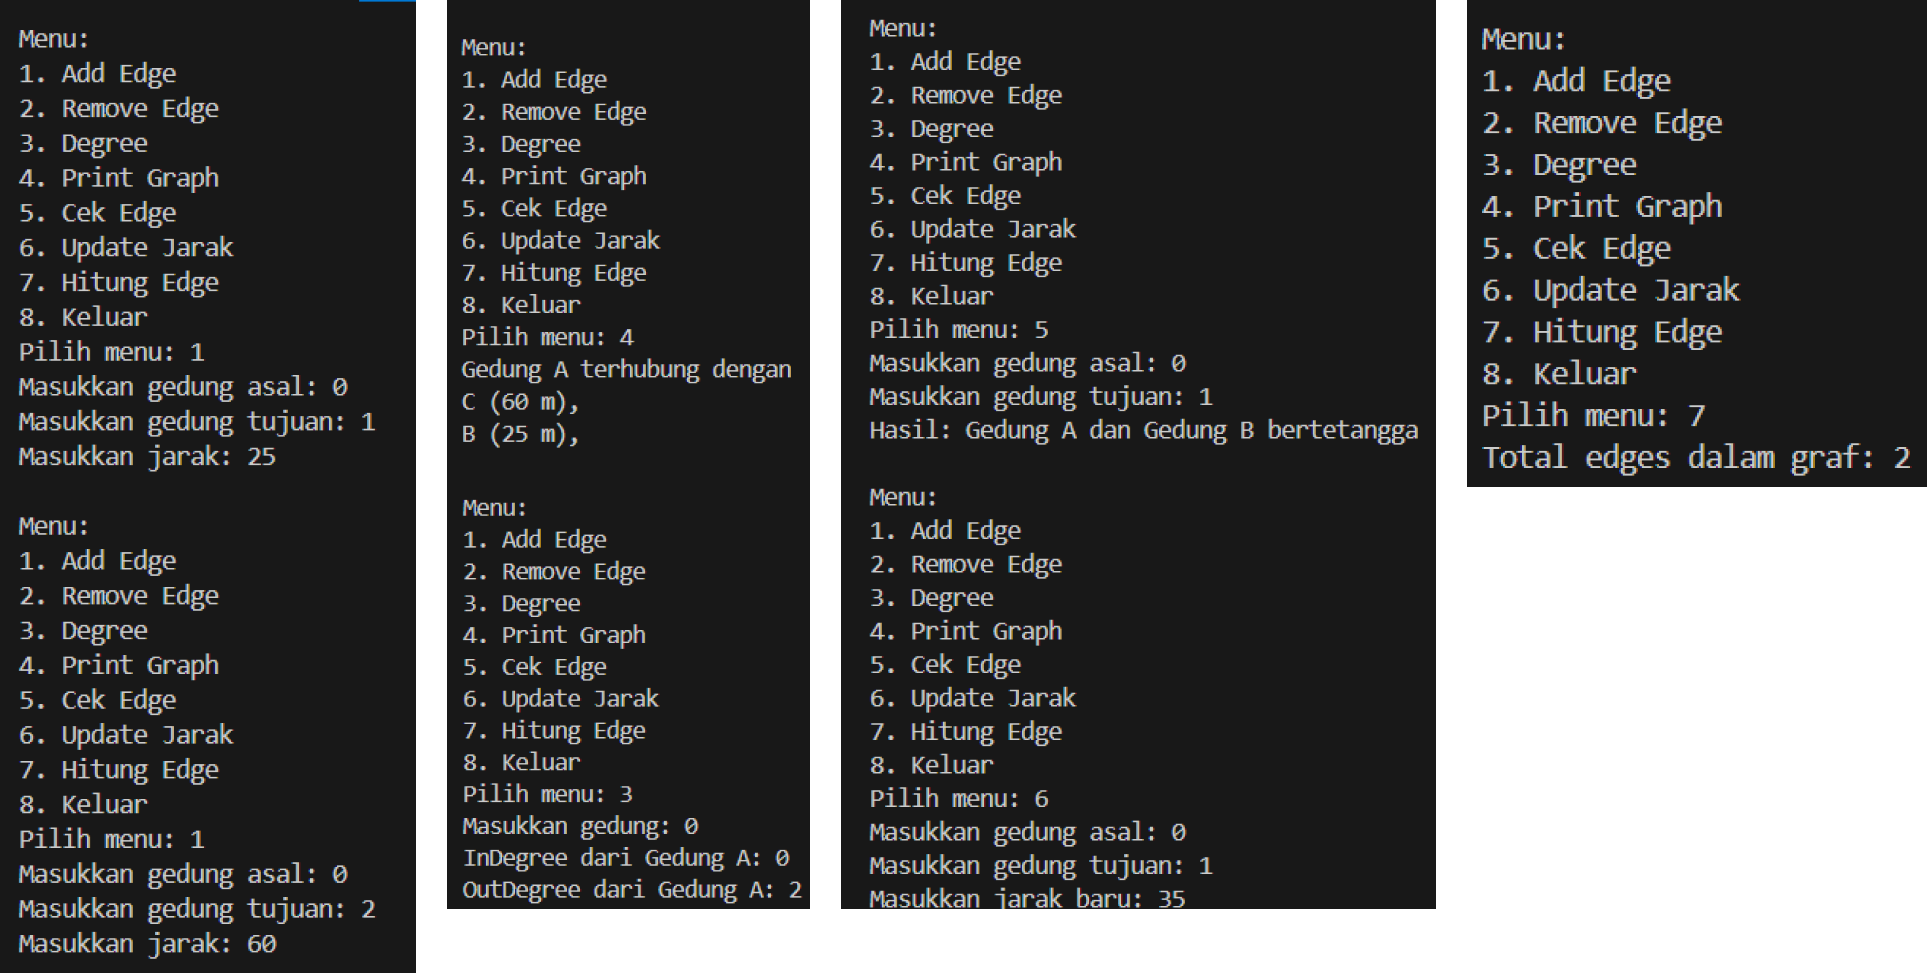 Menu:
1. Add Edge
2. Remove Edge
3. Degree
4. Print Graph
5. Cek Edge
6. Update Jarak
7. Hitung Edge
8. Keluar
Pilih menu: 1
Masukkan gedung asal: 0
Masukkan gedung tujuan: 1
Masukkan jarak: 25
Menu:
1. Add Edge
2. Remove Edge
3. Degree
4. Print Graph
5. Cek Edge
6. Update Jarak
7. Hitung Edge
8. Keluar
Pilih menu: 1
Masukkan gedung asal: 0
Masukkan gedung tujuan: 2
Masukkan jarak: 60
Menu:
1. Add Edge
2. Remove Edge
3. Degree
4. Print Graph
5. Cek Edge
6. Update Jarak
7. Hitung Edge
8. Keluar
Pilih menu: 4
Gedung A terhubung dengan
C (60 m),
B (25 m),
Menu:
1. Add Edge
2. Remove Edge
3. Degree
4. Print Graph
5. Cek Edge
6. Update Jarak
7. Hitung Edge
8. Keluar
Pilih menu: 3
Masukkan gedung: 0
InDegree dari Gedung A: 0
OutDegree dari Gedung A: 2
Menu:
1. Add Edge
2. Remove Edge
3. Degree
4. Print Graph
5. Cek Edge
6. Update Jarak
7. Hitung Edge
8. Keluar
Pilih menu: 5
Masukkan gedung asal: 0
Masukkan gedung tujuan: 1
Hasil: Gedung A dan Gedung B bertetangga
Menu:
1. Add Edge
2. Remove Edge
3. Degree
4. Print Graph
5. Cek Edge
6. Update Jarak
7. Hitung Edge
8. Keluar
Pilih menu: 6
Masukkan gedung asal: 0
Masukkan gedung tujuan: 1
Masukkan jarak baru: 35
Menu:
1. Add Edge
2. Remove Edge
3. Degree
4. Print Graph
5. Cek Edge
6. Update Jarak
7. Hitung Edge
8. Keluar
Pilih menu: 7
Total edges dalam graf: 2